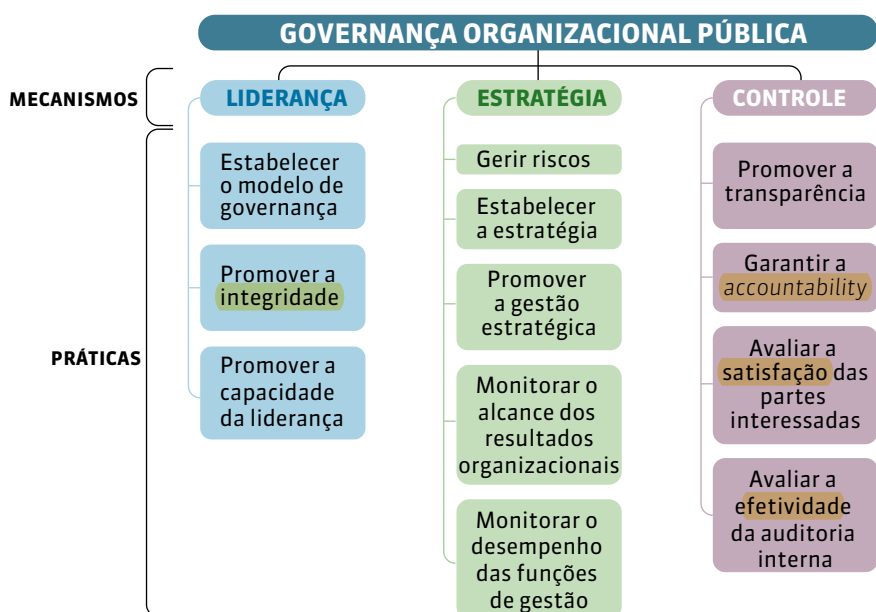 GOVERNANÇA ORGANIZACIONAL PÚBLICA
MECANISMOS
LIDERANÇA
ESTRATÉGIA
CONTROLE
PRÁTICAS
Estabelecer
o modelo de
governança
Promover a
integridade
Promover a
capacidade
da liderança
Gerir riscos
Estabelecer
a estratégia
Promover
a gestão
estratégica
Monitorar o
alcance dos
resultados
organizacionais
Monitorar o
desempenho
das funções
de gestão
Promover a
transparência
Garantir a
accountability
Avaliar a
satisfação das
partes
interessadas
Avaliar a
efetividade
da auditoria
interna